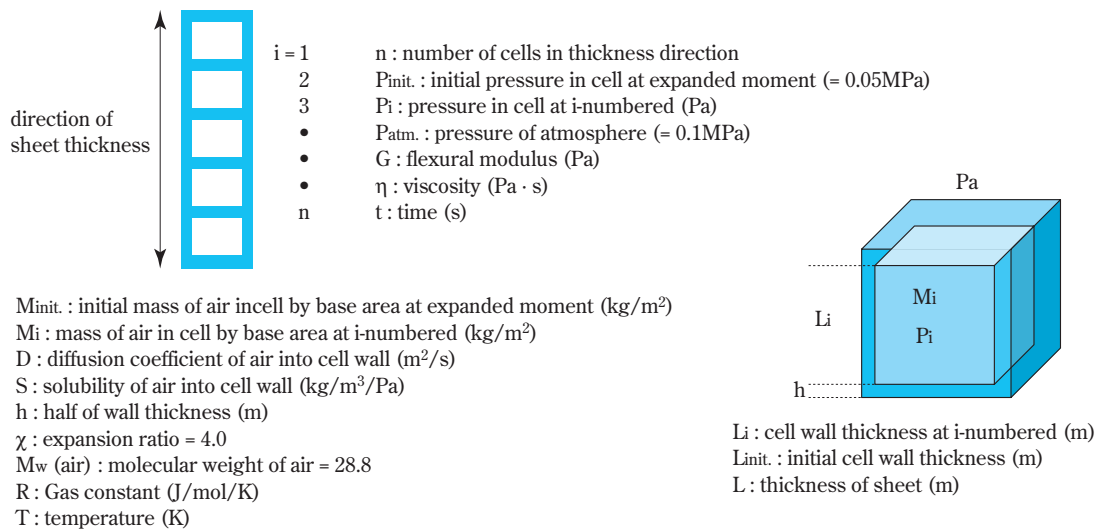 direction of
sheet thickness
i = 1
2
3
•
•
•
n
n : number of cells in thickness direction
Pinit. : initial pressure in cell at expanded moment (= 0.05MPa)
Pi : pressure in cell at i-numbered (Pa)
Patm. : pressure of atmosphere (= 0.1MPa)
G : flexural modulus (Pa)
η : viscosity (Pa · s)
t : time (s)
Minit. : initial mass of air incell by base area at expanded moment (kg/m²)
Mi : mass of air in cell by base area at i-numbered (kg/m²)
D : diffusion coefficient of air into cell wall (m²/s)
S : solubility of air into cell wall (kg/m³/Pa)
h : half of wall thickness (m)
χ : expansion ratio = 4.0
Mw (air) : molecular weight of air = 28.8
R : Gas constant (J/mol/K)
T : temperature (K)
Pa
Mi
Pi
Li
h
Li : cell wall thickness at i-numbered (m)
Linit. : initial cell wall thickness (m)
L : thickness of sheet (m)